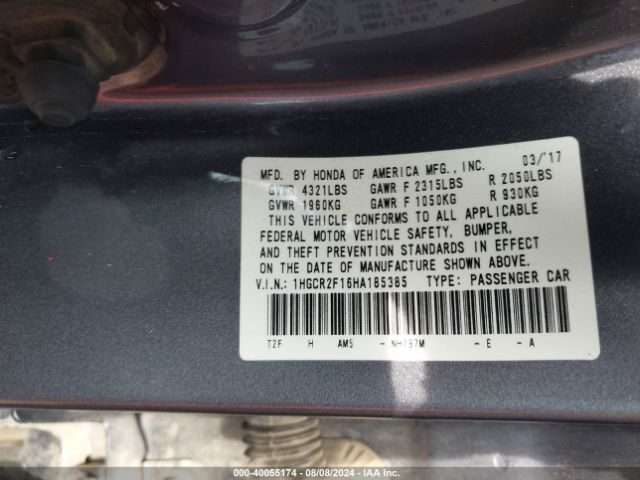 MFD. BY HONDA OF AMERICA MFG., INC. 03/'17
GVWR 4321LBS GAWR F 2315LBS R 2050LBS
GVWR 1960KG GAWR F 1050KG R 930KG
THIS VEHICLE CONFORMS TO ALL APPLICABLE
FEDERAL MOTOR VEHICLE SAFETY, BUMPER,
AND THEFT PREVENTION STANDARDS IN EFFECT
ON THE DATE OF MANUFACTURE SHOWN ABOVE.
V.I.N.: 1HGCR2F16HA185385 TYPE: PASSENGER CAR
T2F H AM5 - NH797M - E - A
000-40055174 - 08/08/2024 - IAA Inc.